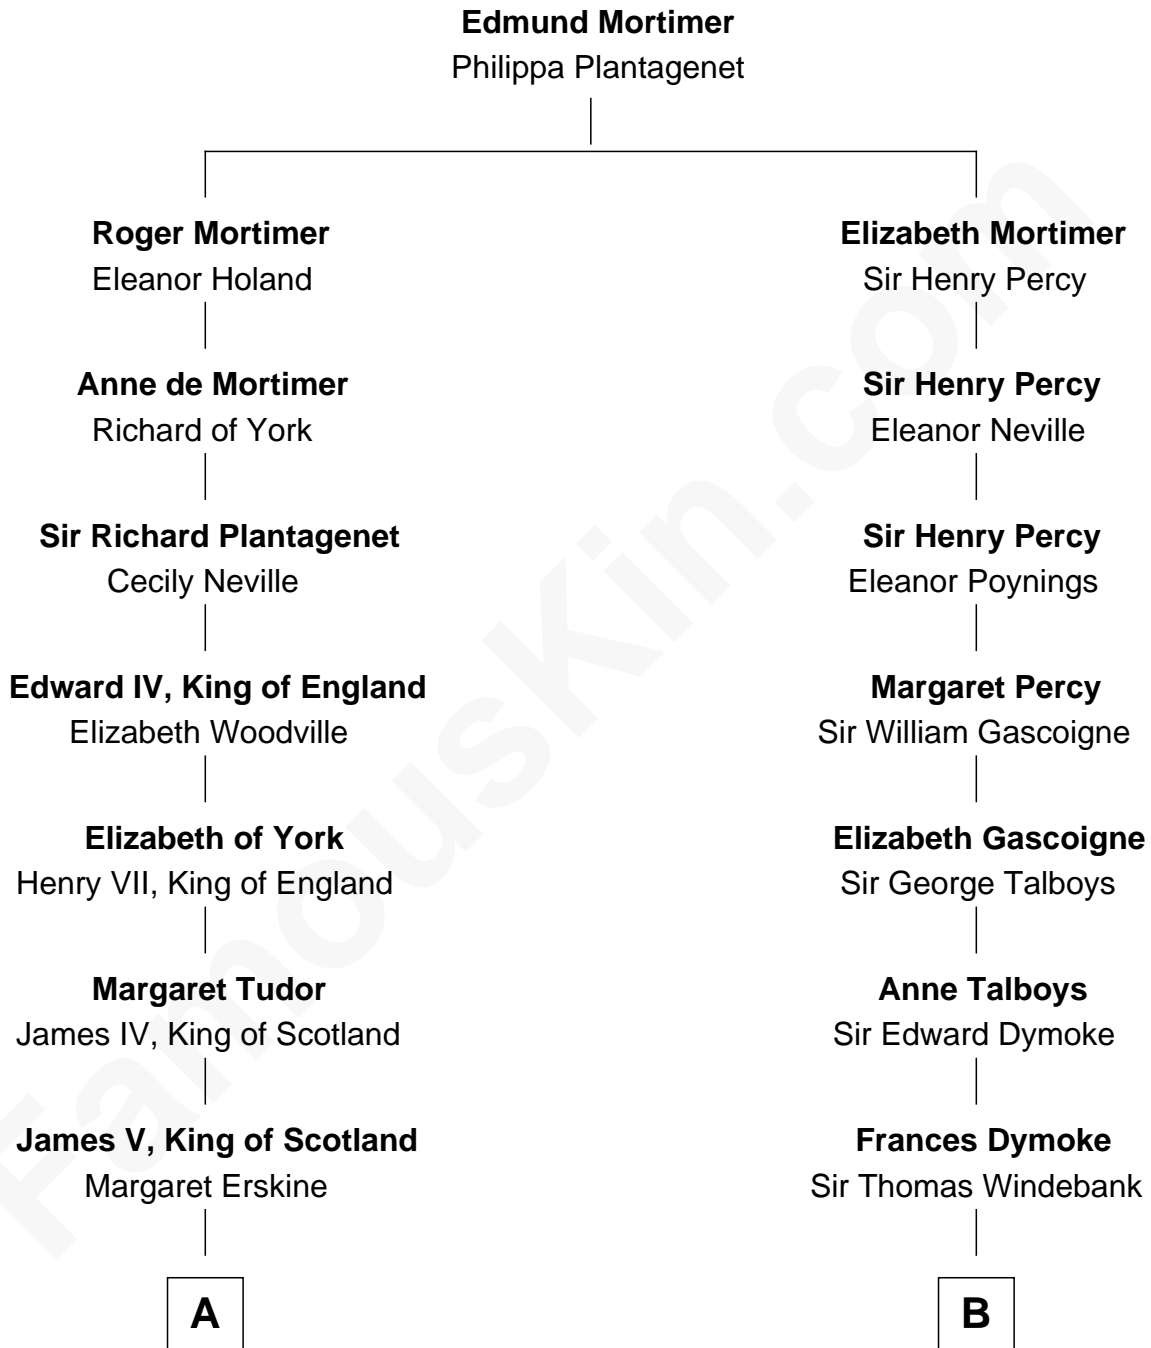 Edmund Mortimer
Philippa Plantagenet
Roger Mortimer
Eleanor Holand
Elizabeth Mortimer
Sir Henry Percy
Anne de Mortimer
Richard of York
Sir Henry Percy
Eleanor Neville
Sir Richard Plantagenet
Cecily Neville
Sir Henry Percy
Eleanor Poynings
Edward IV, King of England
Elizabeth Woodville
Margaret Percy
Sir William Gascoigne
Elizabeth of York
Henry VII, King of England
Elizabeth Gascoigne
Sir George Talboys
Margaret Tudor
James IV, King of Scotland
Anne Talboys
Sir Edward Dymoke
James V, King of Scotland
Margaret Erskine
Frances Dymoke
Sir Thomas Windebank
A
B
FamousKin.com